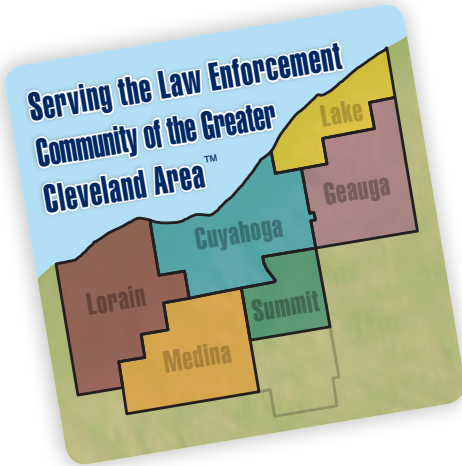 Serving the Law Enforcement
Community of the Greater
Cleveland Area™
Lake
Geauga
Cuyahoga
Lorain
Summit
Medina